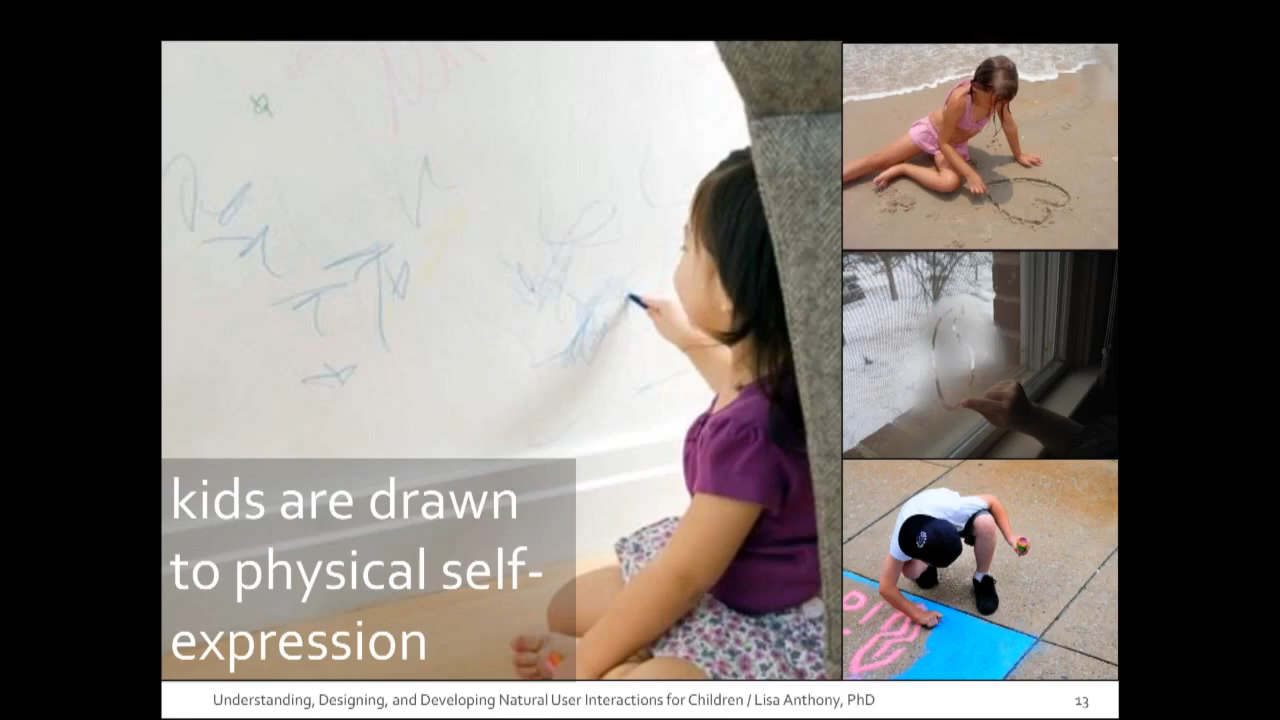 kids are drawn
to physical self-
expression
Understanding, Designing, and Developing Natural User Interactions for Children / Lisa Anthony, PhD
13